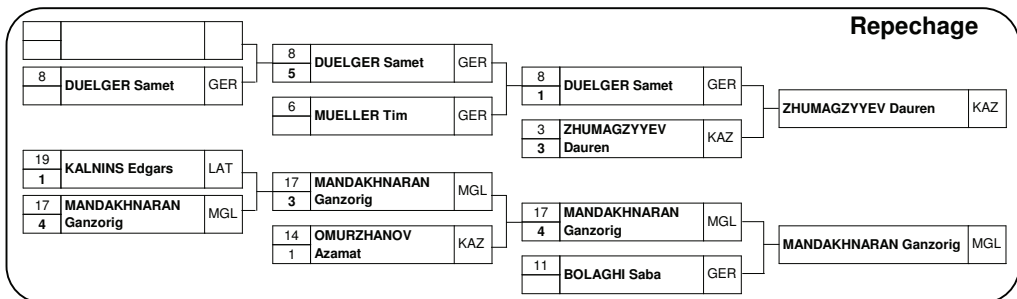 Repechage
8
DUELGER Samet
GER
8
5
DUELGER Samet
GER
6
MUELLER Tim
GER
8
1
DUELGER Samet
GER
3
3
ZHUMAGZYYEV
Dauren
KAZ
ZHUMAGZYYEV Dauren
KAZ
19
1
KALNINS Edgars
LAT
17
4
MANDAKHNARAN
Ganzorig
MGL
17
3
MANDAKHNARAN
Ganzorig
MGL
14
1
OMURZHANOV
Azamat
KAZ
17
4
MANDAKHNARAN
Ganzorig
MGL
11
BOLAGHI Saba
GER
MANDAKHNARAN Ganzorig
MGL